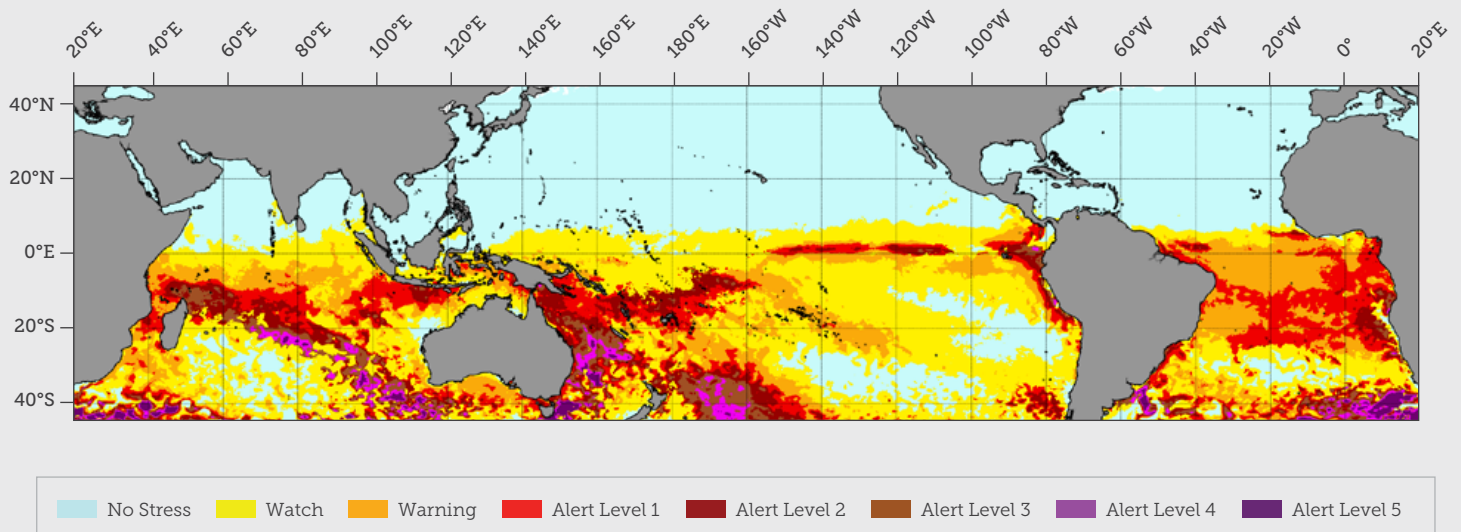 20°E 40°E 60°E 80°E 100°E 120°E 140°E 160°E 180°E 160°W 140°W 120°W 100°W 80°W 60°W 40°W 20°W 0° 20°E
40°N
20°N
0°E
20°S
40°S
No Stress Watch Warning Alert Level 1 Alert Level 2 Alert Level 3 Alert Level 4 Alert Level 5